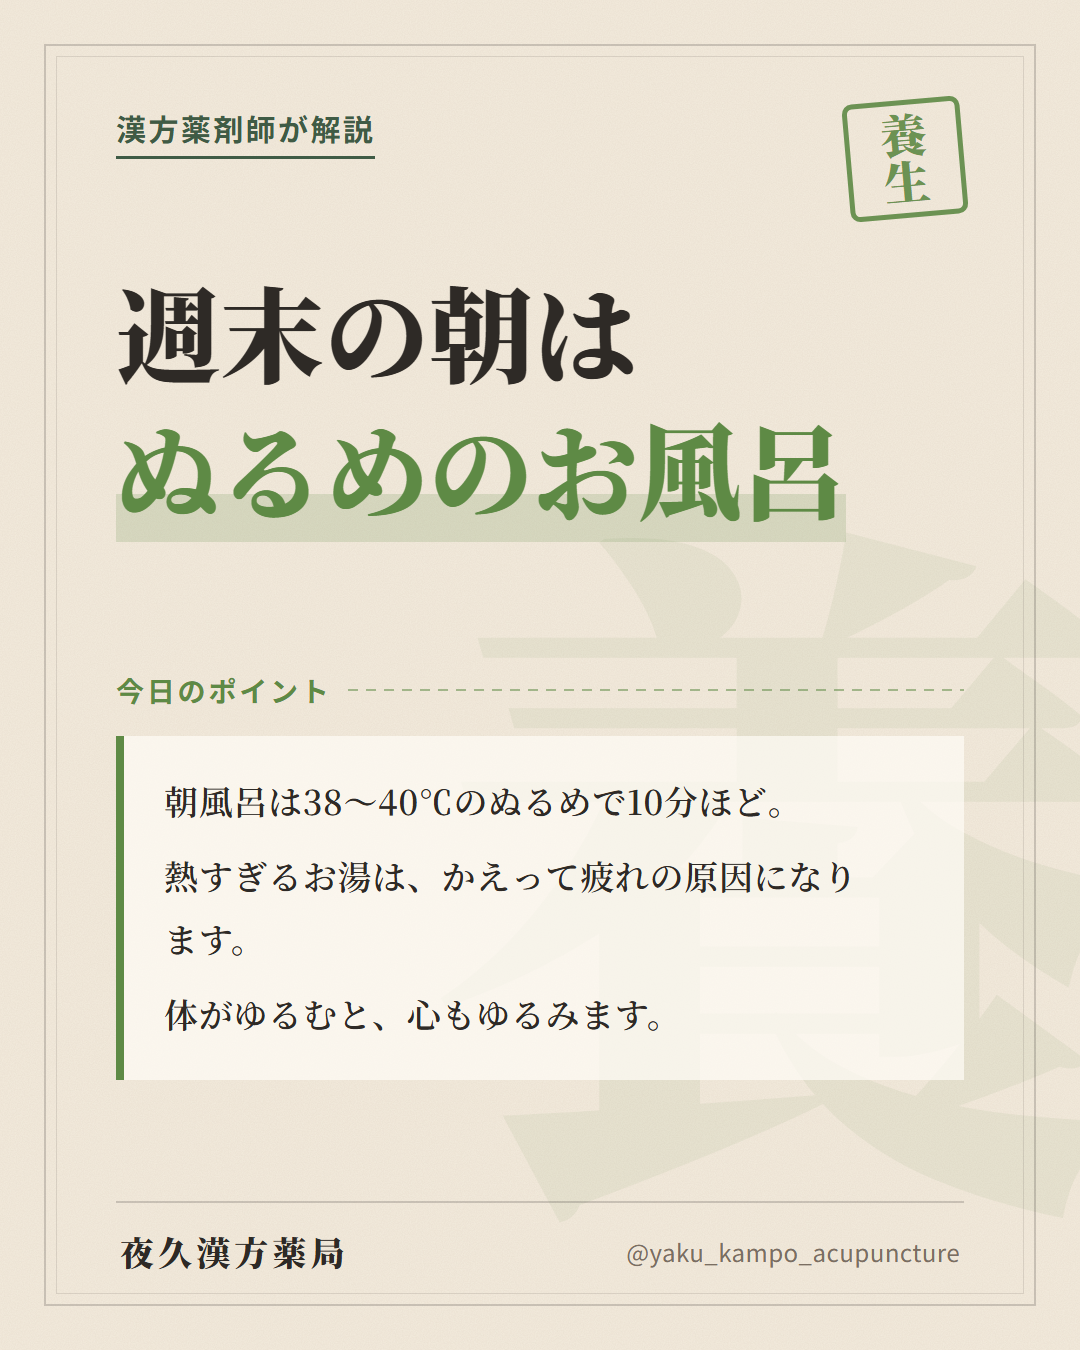 漢方薬剤師が解説
養生
週末の朝は
ぬるめのお風呂
今日のポイント
朝風呂は38〜40℃のぬるめで10分ほど。
熱すぎるお湯は、かえって疲れの原因になり
ます。
体がゆるむと、心もゆるみます。
夜久漢方薬局
@yaku_kampo_acupuncture
養